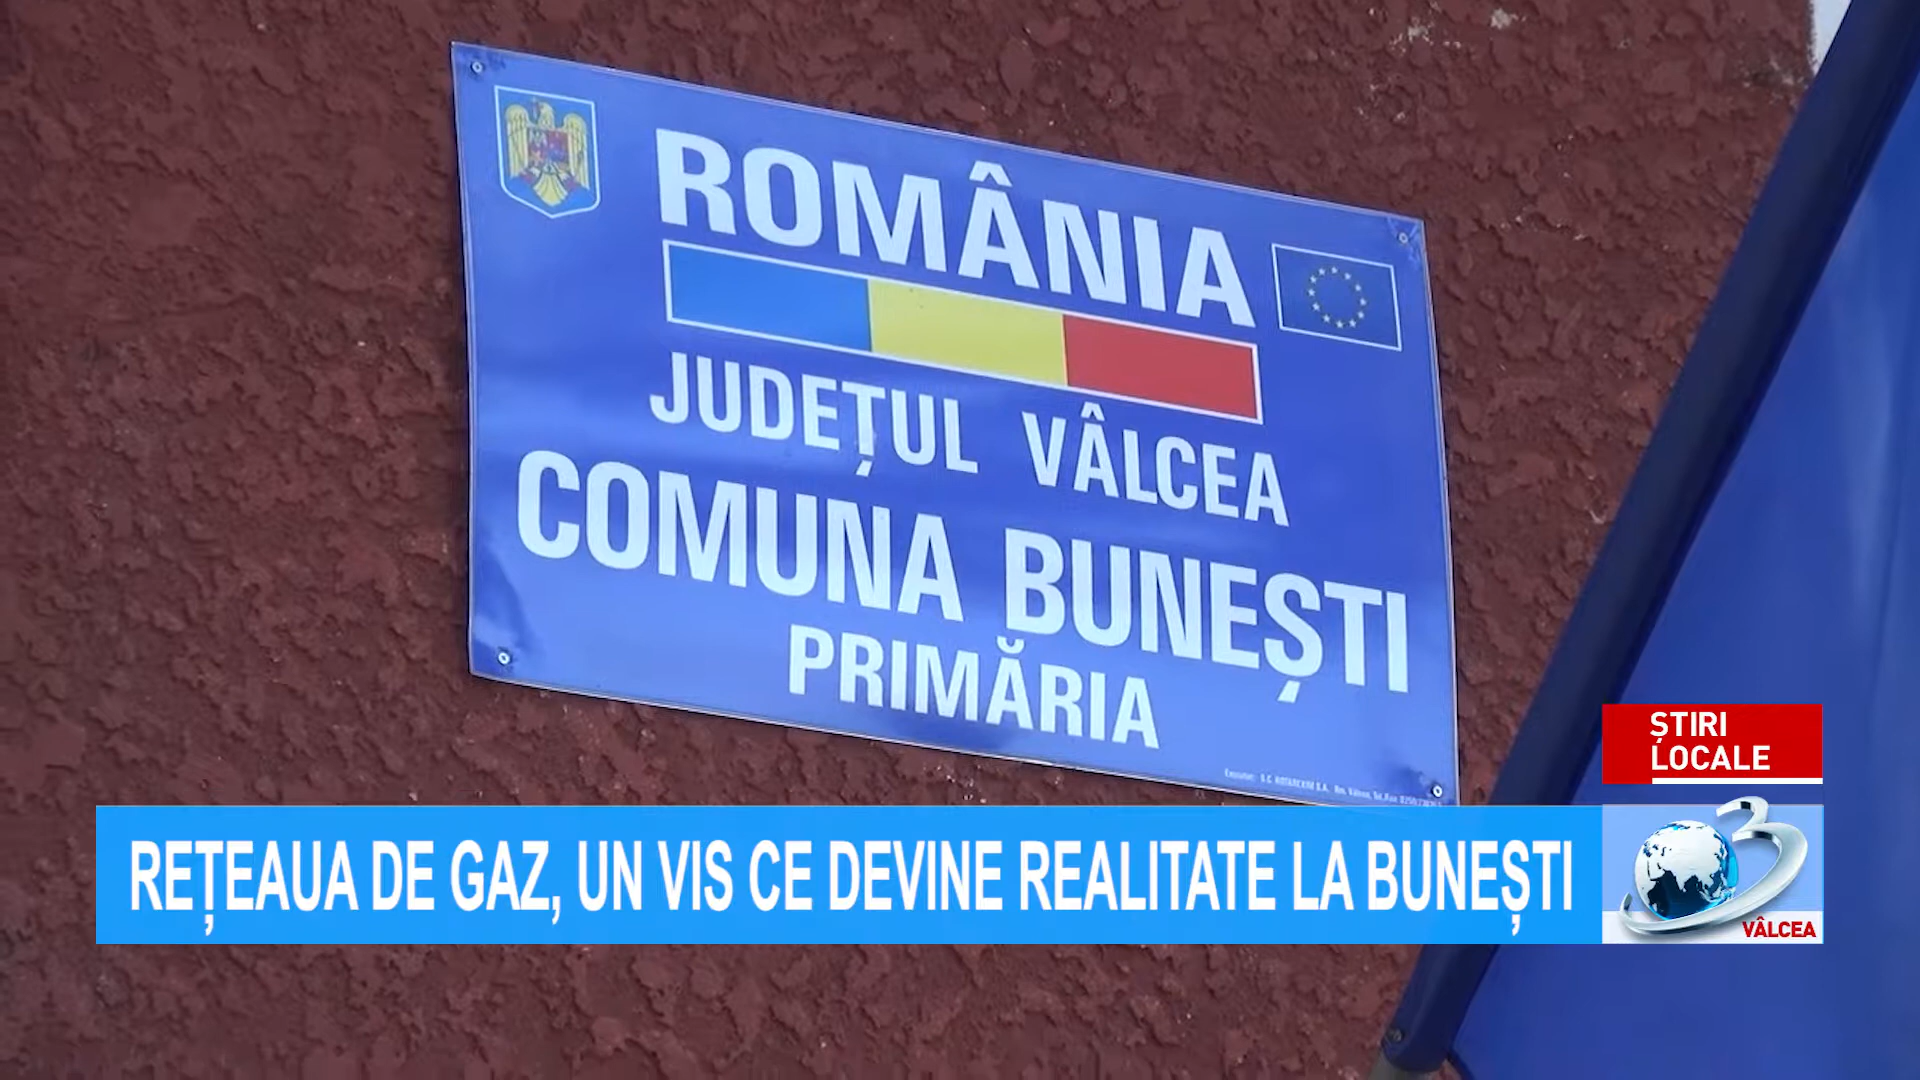 ROMÂNIA
JUDEȚUL VÂLCEA
COMUNA BUNEȘTI
PRIMĂRIA
ȘTIRI
LOCALE
REȚEAUA DE GAZ, UN VIS CE DEVINE REALITATE LA BUNEȘTI
3
VÂLCEA